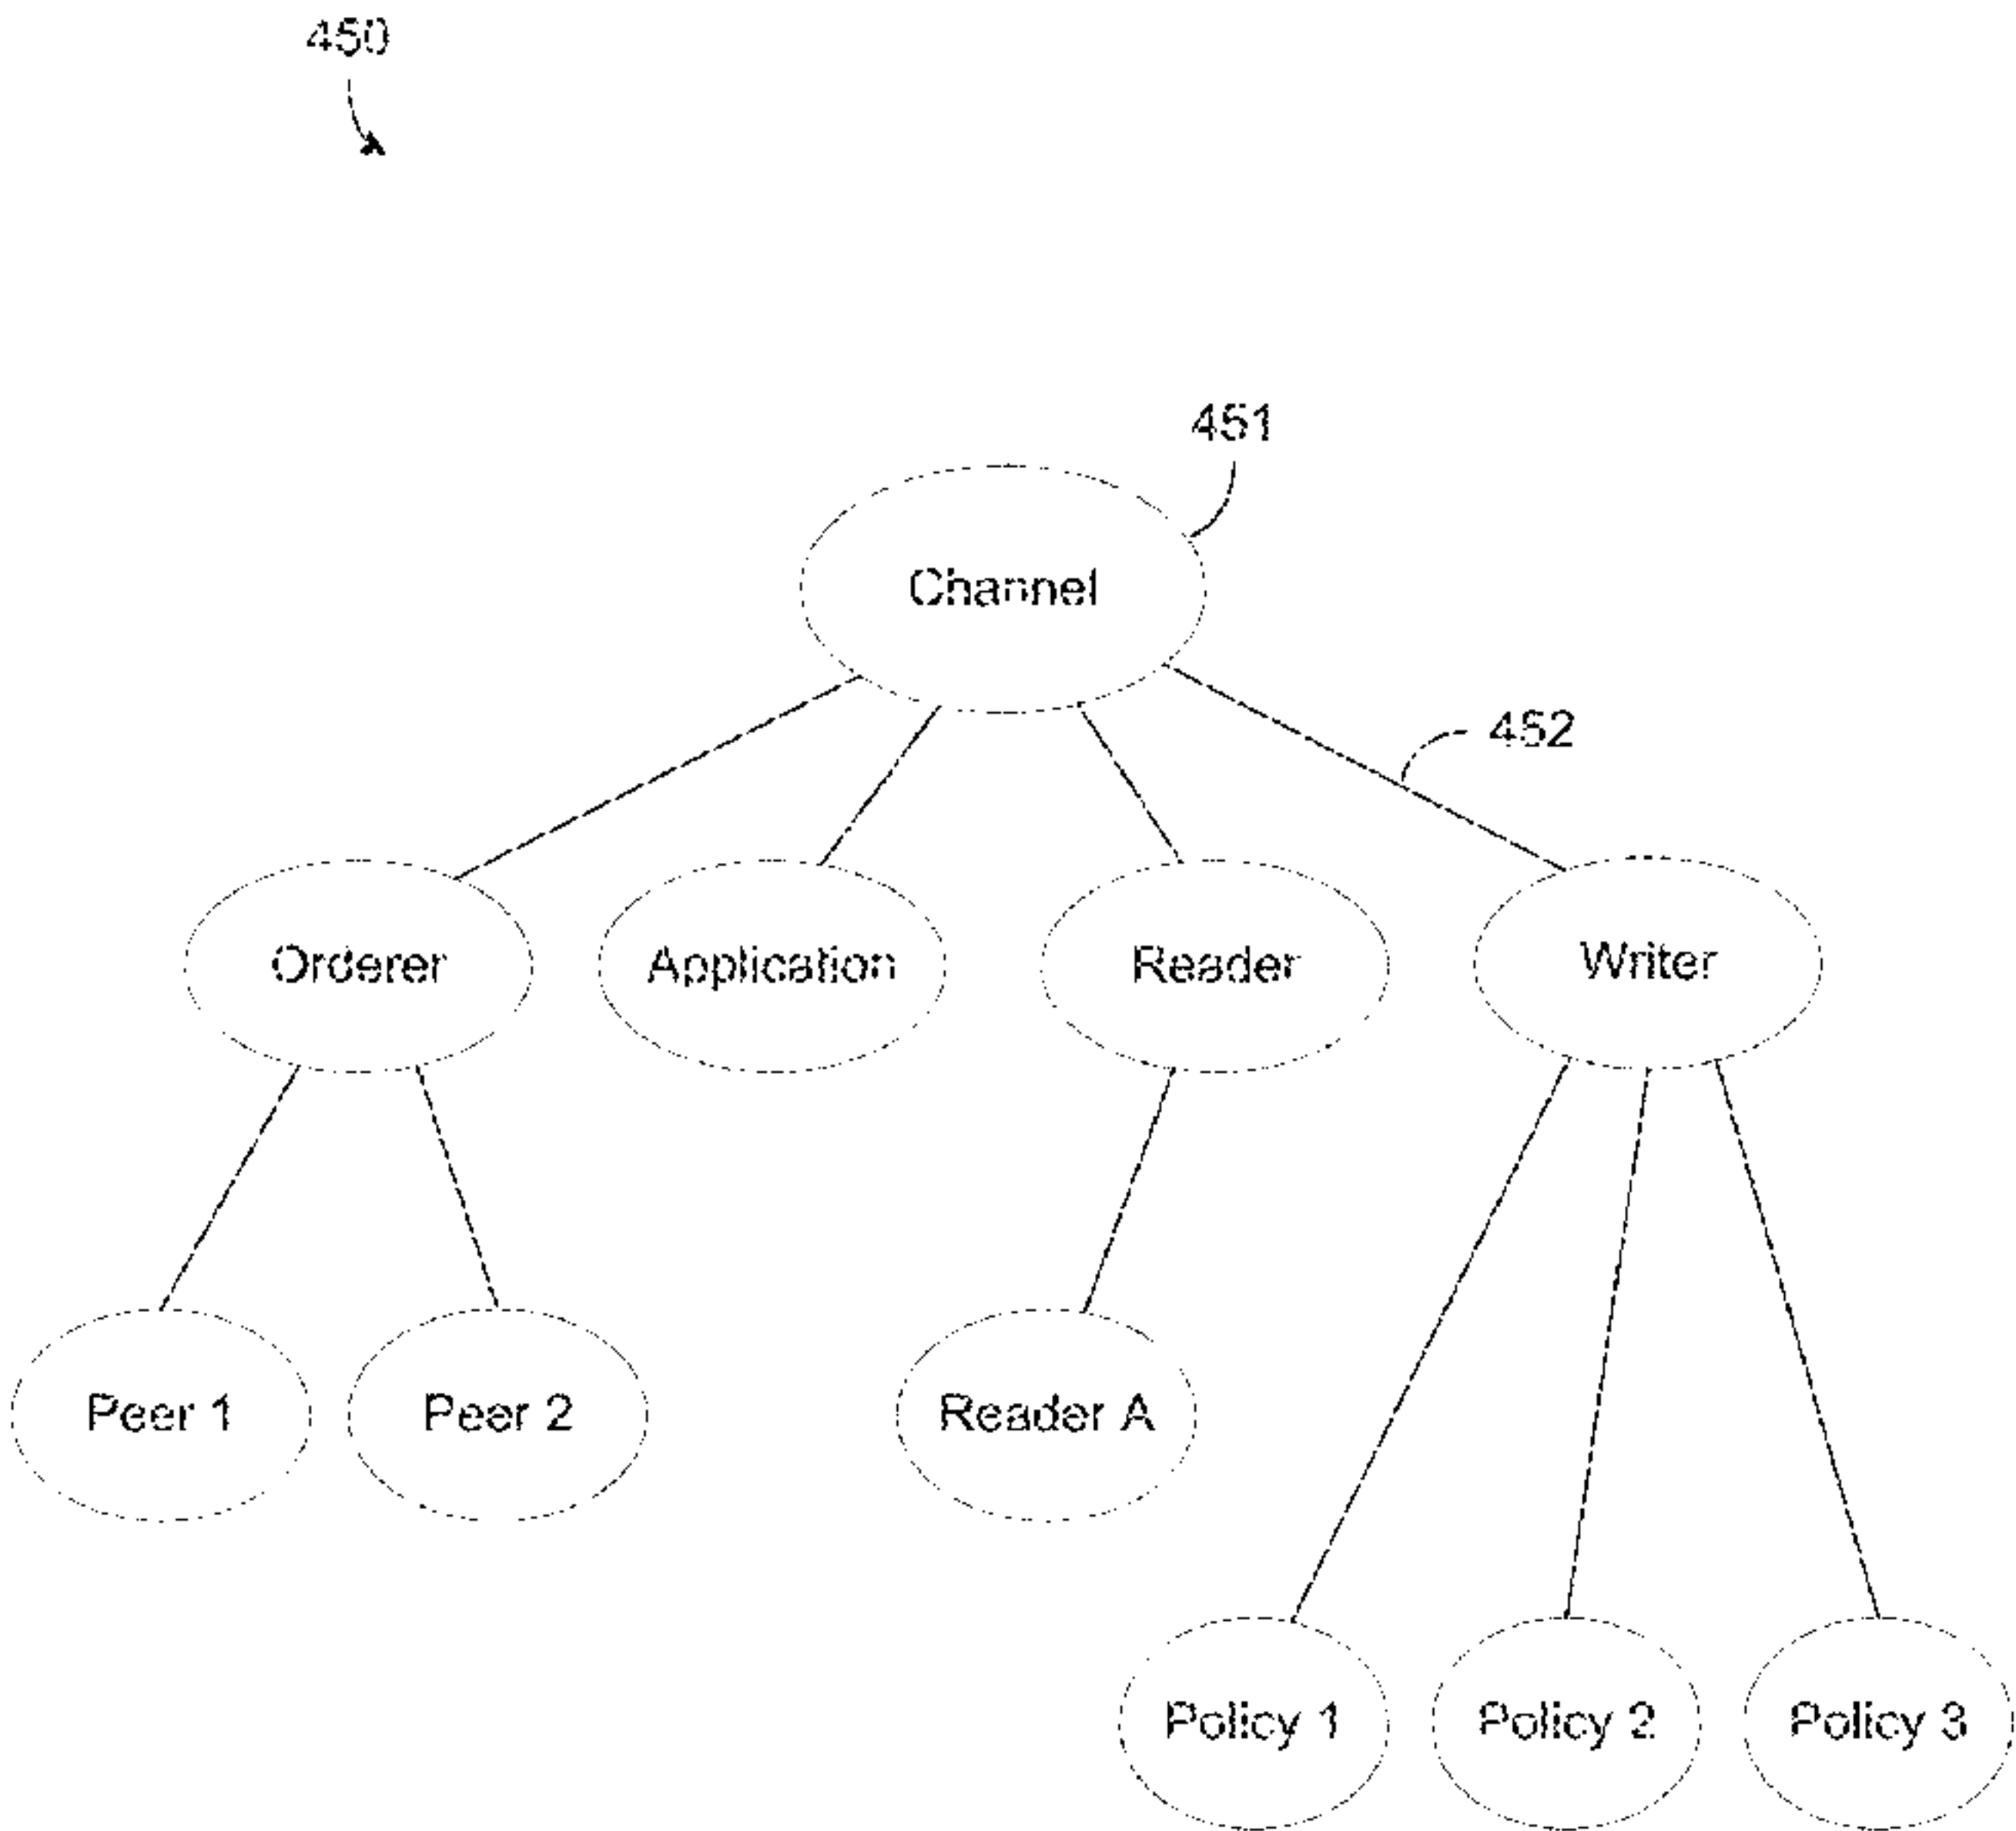 450
451
Channel
452
Orderer
Application
Reader
Writer
Peer 1
Peer 2
Reader A
Policy 1
Policy 2
Policy 3